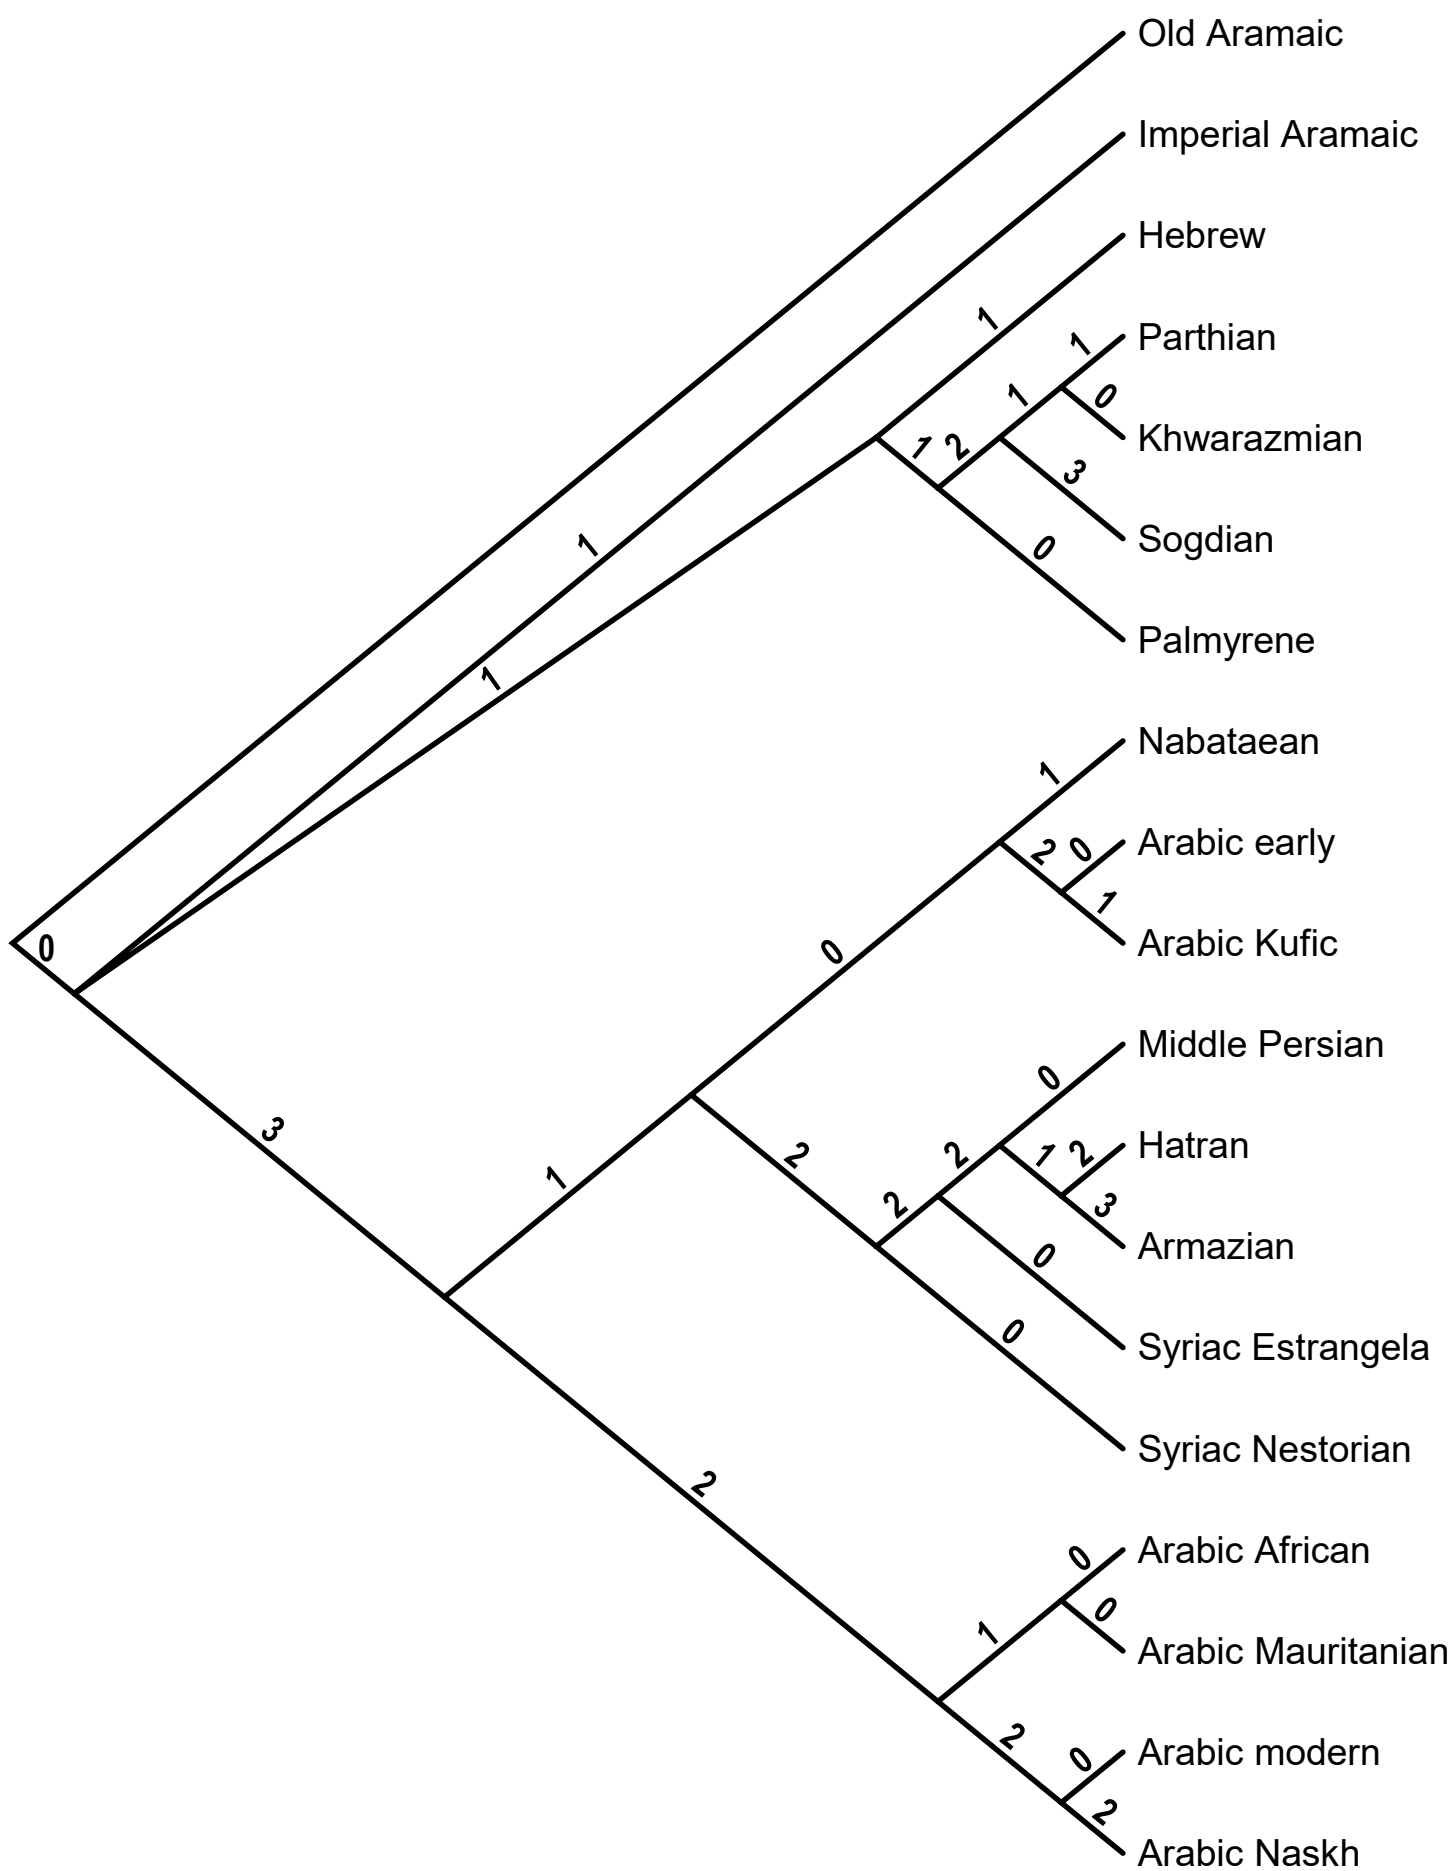 Old Aramaic
Imperial Aramaic
Hebrew
1
Parthian
1
1
0
Khwarazmian
1 2
3
Sogdian
1
0
Palmyrene
1
Nabataean
1
Arabic early
2 0
1
Arabic Kufic
0
0
Middle Persian
0
3
2
2
1 2
Hatran
1
2
3
Armazian
0
Syriac Estrangela
0
Syriac Nestorian
2
0
Arabic African
0
1
Arabic Mauritanian
2
0
Arabic modern
2
Arabic Naskh